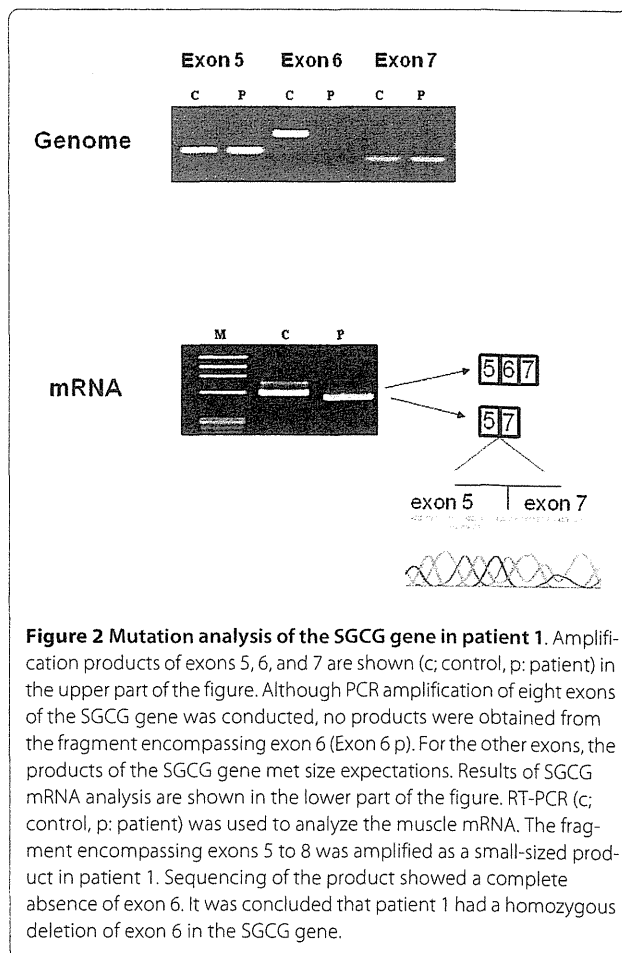 Exon 5 Exon 6 Exon 7
C P C P C P
Genome
M C P
mRNA
5 6 7
5 7
exon 5 exon 7
Figure 2 Mutation analysis of the SGCG gene in patient 1. Amplifi-
cation products of exons 5, 6, and 7 are shown (c; control, p: patient) in
the upper part of the figure. Although PCR amplification of eight exons
of the SGCG gene was conducted, no products were obtained from
the fragment encompassing exon 6 (Exon 6 p). For the other exons, the
products of the SGCG gene met size expectations. Results of SGCG
mRNA analysis are shown in the lower part of the figure. RT-PCR (c;
control, p: patient) was used to analyze the muscle mRNA. The frag-
ment encompassing exons 5 to 8 was amplified as a small-sized prod-
uct in patient 1. Sequencing of the product showed a complete
absence of exon 6. It was concluded that patient 1 had a homozygous
deletion of exon 6 in the SGCG gene.